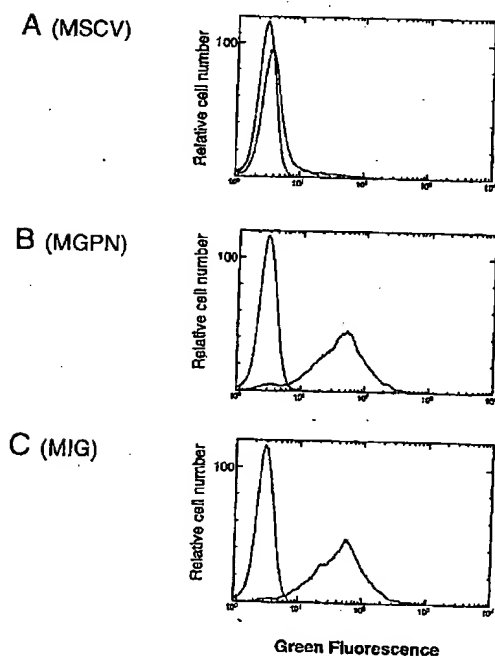 A (MSCV)
Relative cell number
100
B (MGPN)
Relative cell number
100
C (MIG)
Relative cell number
100
Green Fluorescence